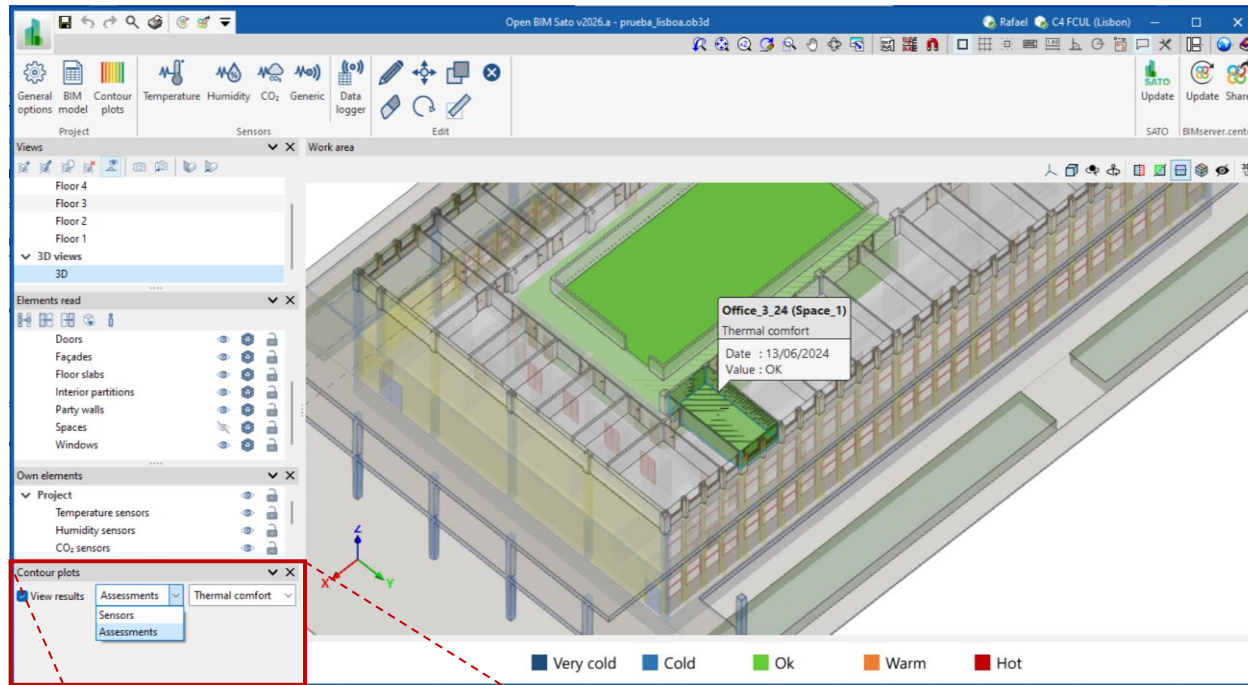 Open BIM Sato v2026.a - prueba_lisboa.ob3d
Rafael
C4 FCUL (Lisbon)
General options
BIM model
Contour plots
Project
Temperature
Humidity
CO₂
Generic
Data logger
Sensors
Edit
SATO
Update
SATO
Update
Share
BIMserver.cente
Views
Floor 4
Floor 3
Floor 2
Floor 1
3D views
3D
Elements read
Doors
Façades
Floor slabs
Interior partitions
Party walls
Spaces
Windows
Own elements
Project
Temperature sensors
Humidity sensors
CO₂ sensors
Contour plots
View results
Assessments
Thermal comfort
Sensors
Assessments
Work area
Office_3_24 (Space_1)
Thermal comfort
Date : 13/06/2024
Value : OK
Z
X
Y
Very cold
Cold
Ok
Warm
Hot